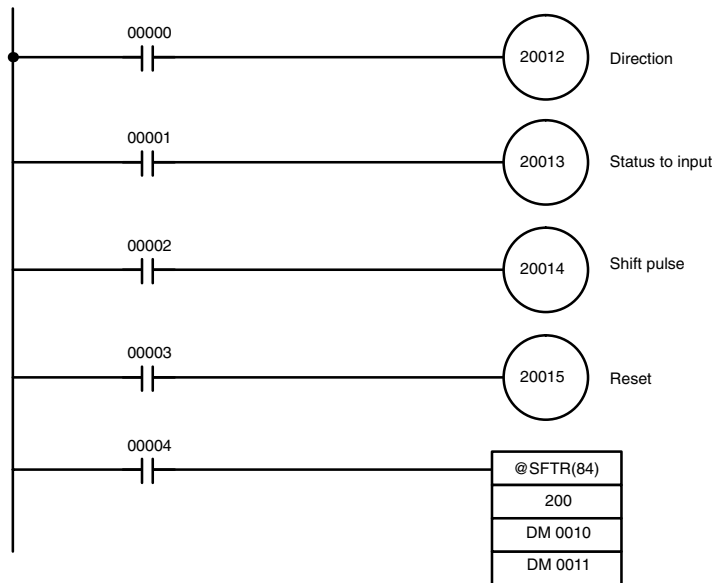 00000
20012 Direction
00001
20013 Status to input
00002
20014 Shift pulse
00003
20015 Reset
00004
@SFTR(84)
200
DM 0010
DM 0011